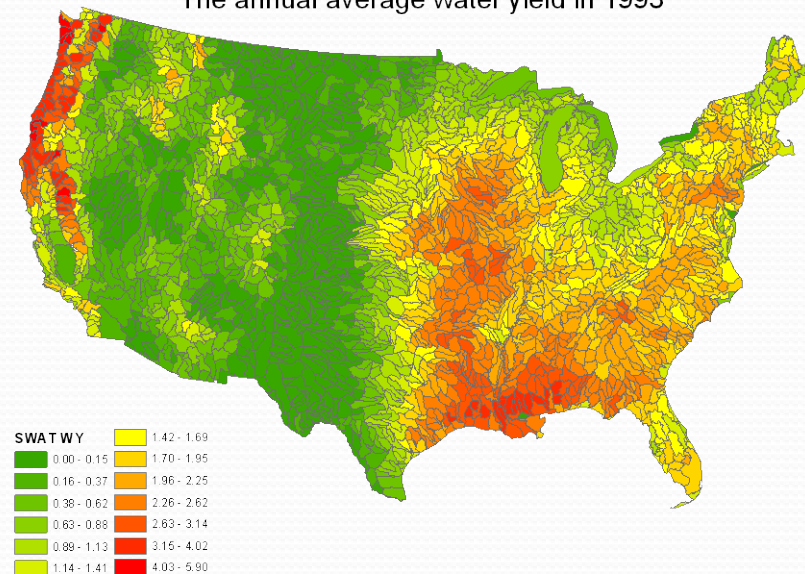 The annual average water yield in 1993
SWAT WY
0.00 - 0.15
0.16 - 0.37
0.38 - 0.62
0.63 - 0.88
0.89 - 1.13
1.14 - 1.41
1.42 - 1.69
1.70 - 1.95
1.96 - 2.25
2.26 - 2.62
2.63 - 3.14
3.15 - 4.02
4.03 - 5.90